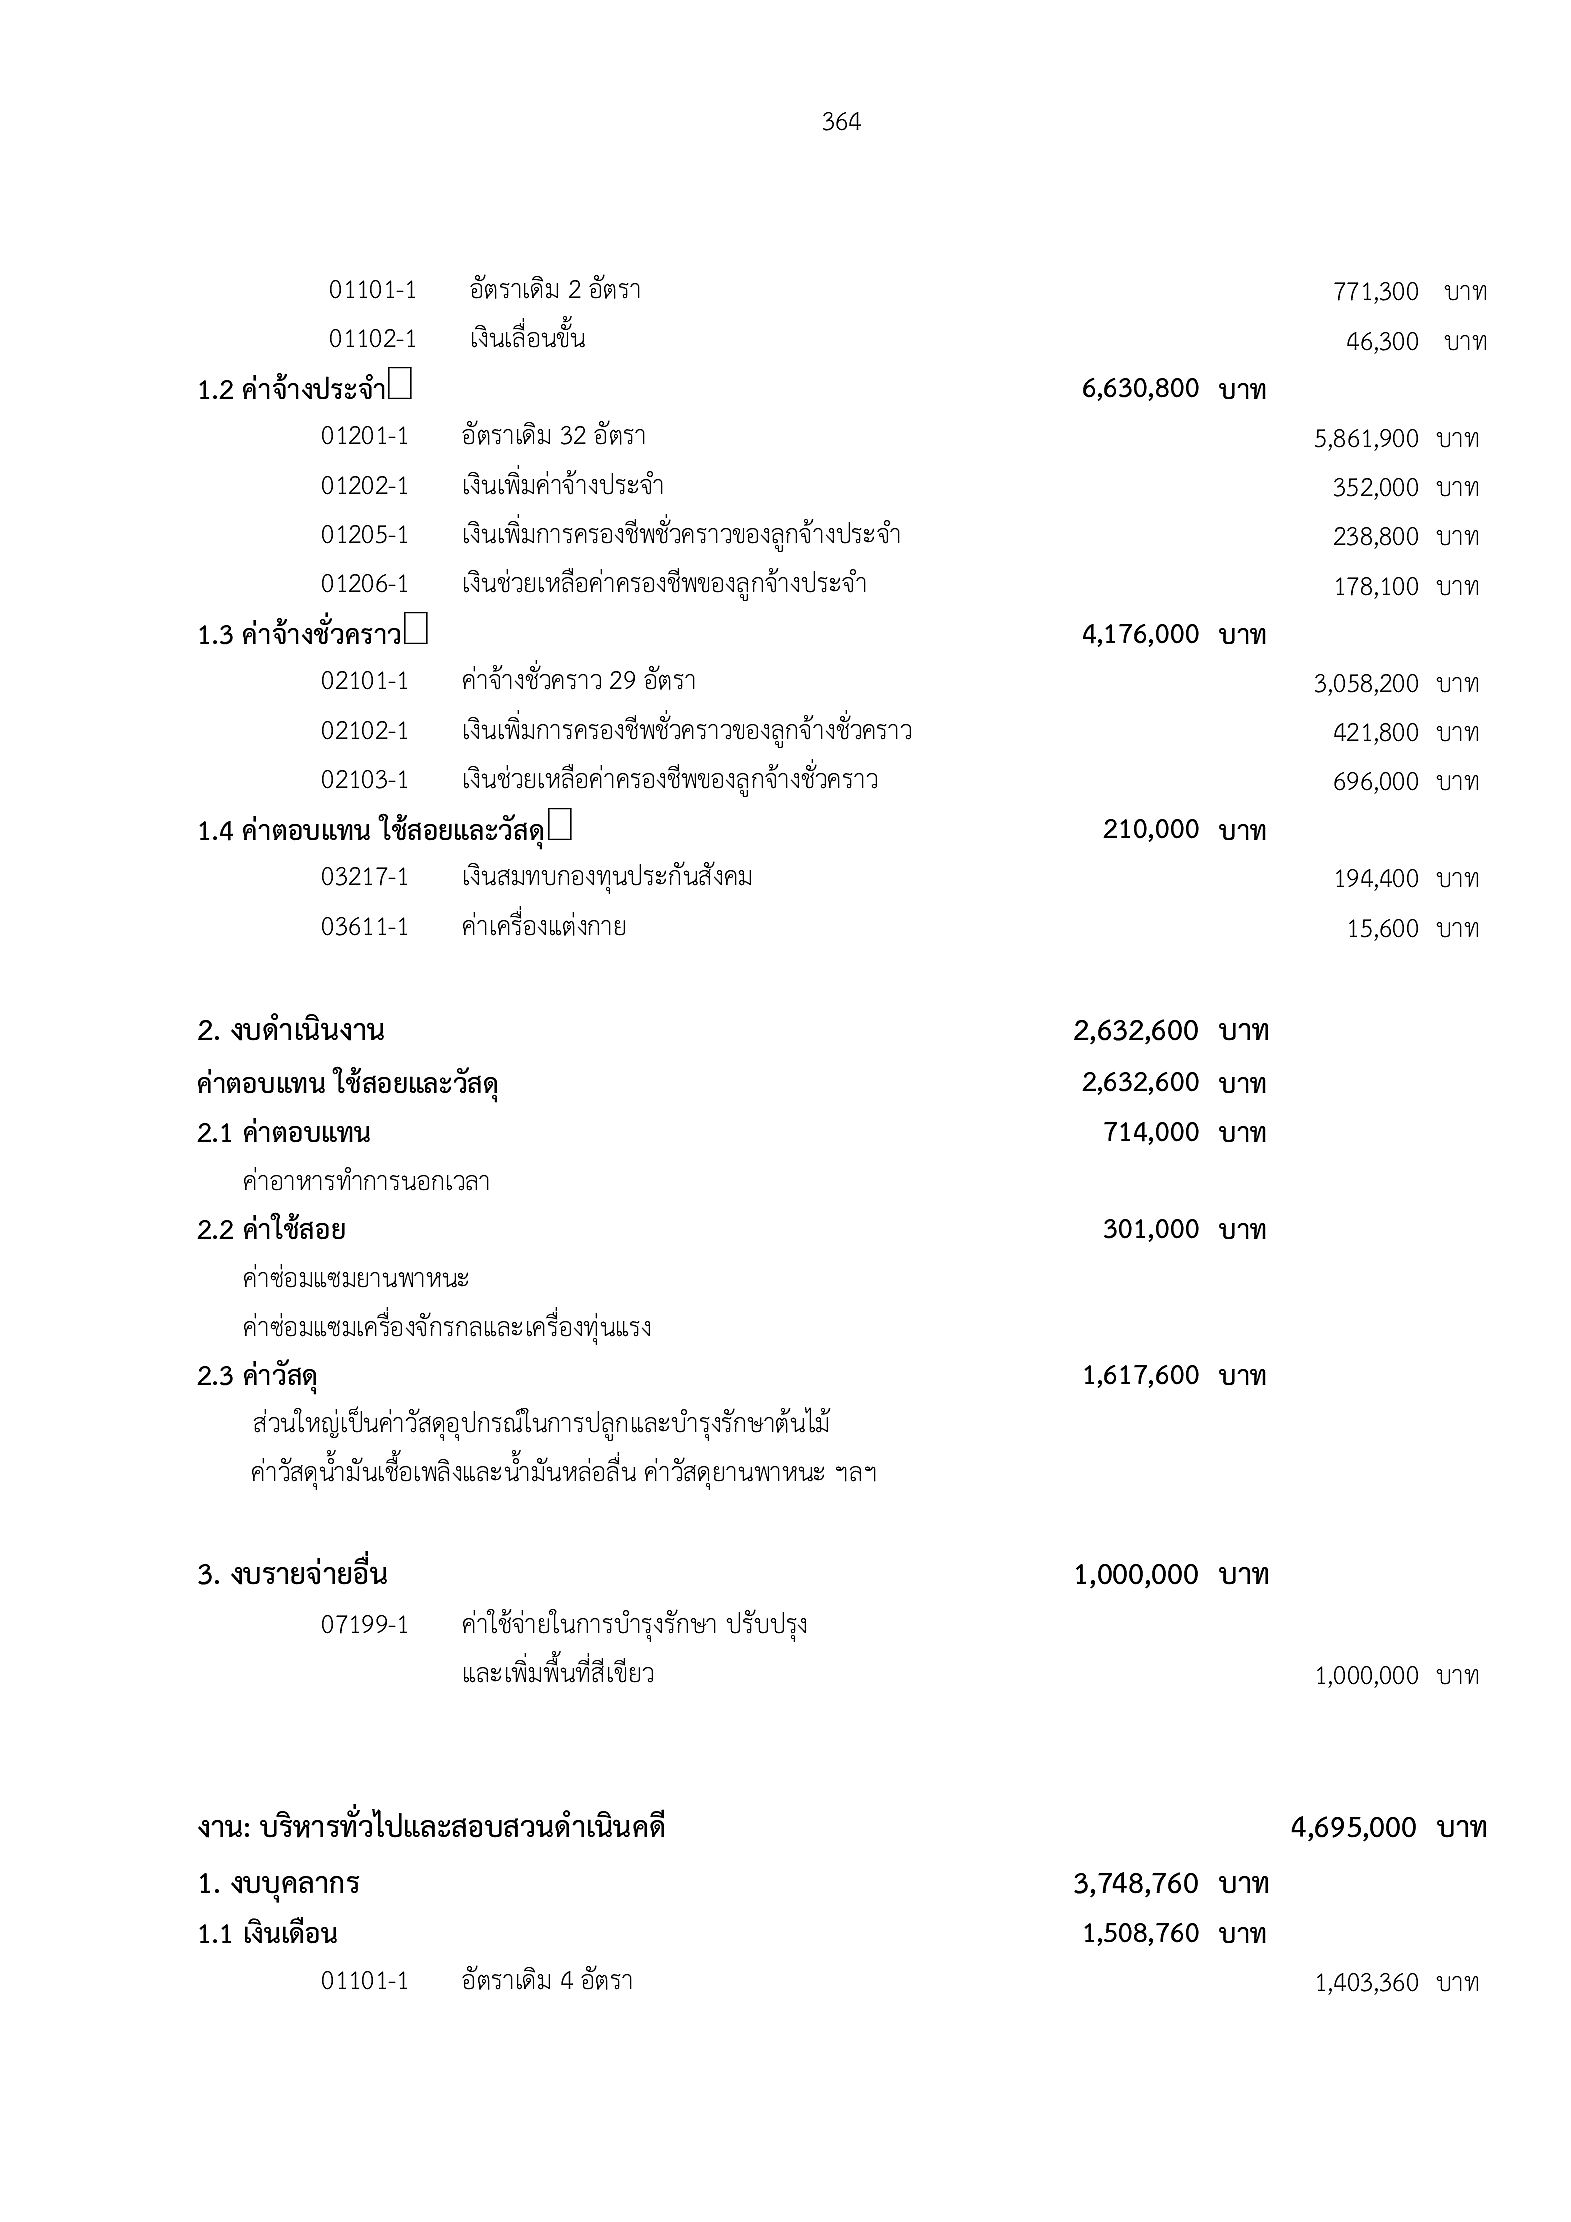 364
01101-1 อัตราเดิม 2 อัตรา 771,300 บาท
01102-1 เงินเลื่อนขั้น 46,300 บาท
1.2 ค่าจ้างประจำ 6,630,800 บาท
01201-1 อัตราเดิม 32 อัตรา 5,861,900 บาท
01202-1 เงินเพิ่มค่าจ้างประจำ 352,000 บาท
01205-1 เงินเพิ่มการครองชีพชั่วคราวของลูกจ้างประจำ 238,800 บาท
01206-1 เงินช่วยเหลือค่าครองชีพของลูกจ้างประจำ 178,100 บาท
1.3 ค่าจ้างชั่วคราว 4,176,000 บาท
02101-1 ค่าจ้างชั่วคราว 29 อัตรา 3,058,200 บาท
02102-1 เงินเพิ่มการครองชีพชั่วคราวของลูกจ้างชั่วคราว 421,800 บาท
02103-1 เงินช่วยเหลือค่าครองชีพของลูกจ้างชั่วคราว 696,000 บาท
1.4 ค่าตอบแทน ใช้สอยและวัสดุ 210,000 บาท
03217-1 เงินสมทบกองทุนประกันสังคม 194,400 บาท
03611-1 ค่าเครื่องแต่งกาย 15,600 บาท
2. งบดำเนินงาน 2,632,600 บาท
ค่าตอบแทน ใช้สอยและวัสดุ 2,632,600 บาท
2.1 ค่าตอบแทน 714,000 บาท
ค่าอาหารทำการนอกเวลา
2.2 ค่าใช้สอย 301,000 บาท
ค่าซ่อมแซมยานพาหนะ
ค่าซ่อมแซมเครื่องจักรกลและเครื่องทุ่นแรง
2.3 ค่าวัสดุ 1,617,600 บาท
ส่วนใหญ่เป็นค่าวัสดุอุปกรณ์ในการปลูกและบำรุงรักษาต้นไม้
ค่าวัสดุน้ำมันเชื้อเพลิงและน้ำมันหล่อลื่น ค่าวัสดุยานพาหนะ ฯลฯ
3. งบรายจ่ายอื่น 1,000,000 บาท
07199-1 ค่าใช้จ่ายในการบำรุงรักษา ปรับปรุง
และเพิ่มพื้นที่สีเขียว 1,000,000 บาท
งาน: บริหารทั่วไปและสอบสวนดำเนินคดี 4,695,000 บาท
1. งบบุคลากร 3,748,760 บาท
1.1 เงินเดือน 1,508,760 บาท
01101-1 อัตราเดิม 4 อัตรา 1,403,360 บาท